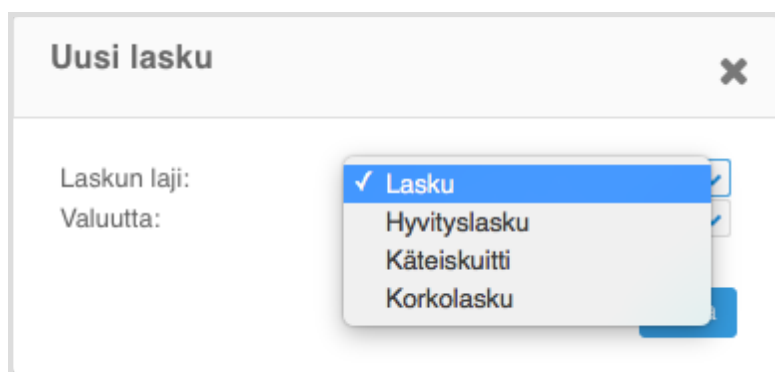 Uusi lasku
Laskun laji:
✓ Lasku
Valuutta:
Hyvityslasku
Käteiskuitti
Korkolasku